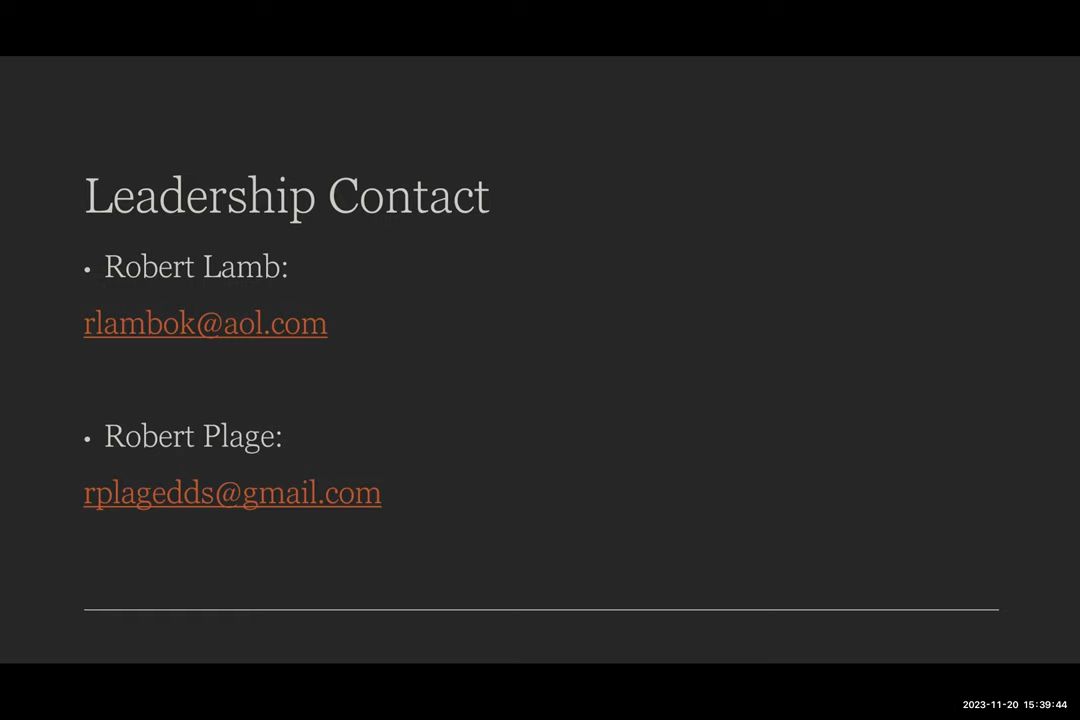 Leadership Contact
• Robert Lamb:
rlambok@aol.com
• Robert Plage:
rplagedds@gmail.com
2023-11-20 15:39:44